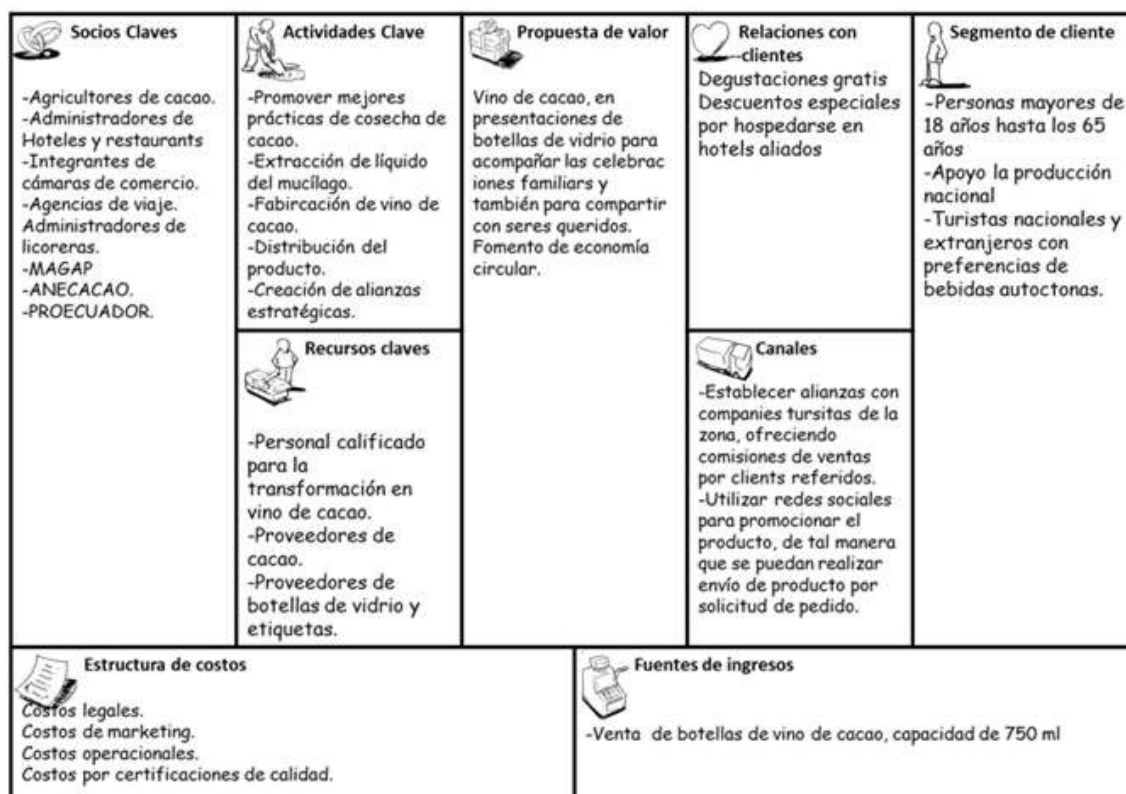 Socios Claves
-Agricultores de cacao.
-Administradores de
Hoteles y restaurants
-Integrantes de
cámaras de comercio.
-Agencias de viaje.
Administradores de
licoreras.
-MAGAP
-ANECACAO.
-PROECUADOR.
Actividades Clave
-Promover mejores
prácticas de cosecha de
cacao.
-Extracción de líquido
del mucílago.
-Fabircación de vino de
cacao.
-Distribución del
producto.
-Creación de alianzas
estratégicas.
Recursos claves
-Personal calificado
para la
transformación en
vino de cacao.
-Proveedores de
cacao.
-Proveedores de
botellas de vidrio y
etiquetas.
Propuesta de valor
Vino de cacao, en
presentaciones de
botellas de vidrio para
acompañar las celebrac
iones familiars y
también para compartir
con seres queridos.
Fomento de economía
circular.
Relaciones con
clientes
Degustaciones gratis
Descuentos especiales
por hospedarse en
hotels aliados
Canales
-Establecer alianzas con
companies tursitas de la
zona, ofreciendo
comisiones de ventas
por clients referidos.
-Utilizar redes sociales
para promocionar el
producto, de tal manera
que se puedan realizar
envío de producto por
solicitud de pedido.
Segmento de cliente
-Personas mayores de
18 años hasta los 65
años
-Apoyo la producción
nacional
-Turistas nacionales y
extranjeros con
preferencias de
bebidas autoctonas.
Estructura de costos
Costos legales.
Costos de marketing.
Costos operacionales.
Costos por certificaciones de calidad.
Fuentes de ingresos
-Venta de botellas de vino de cacao, capacidad de 750 ml